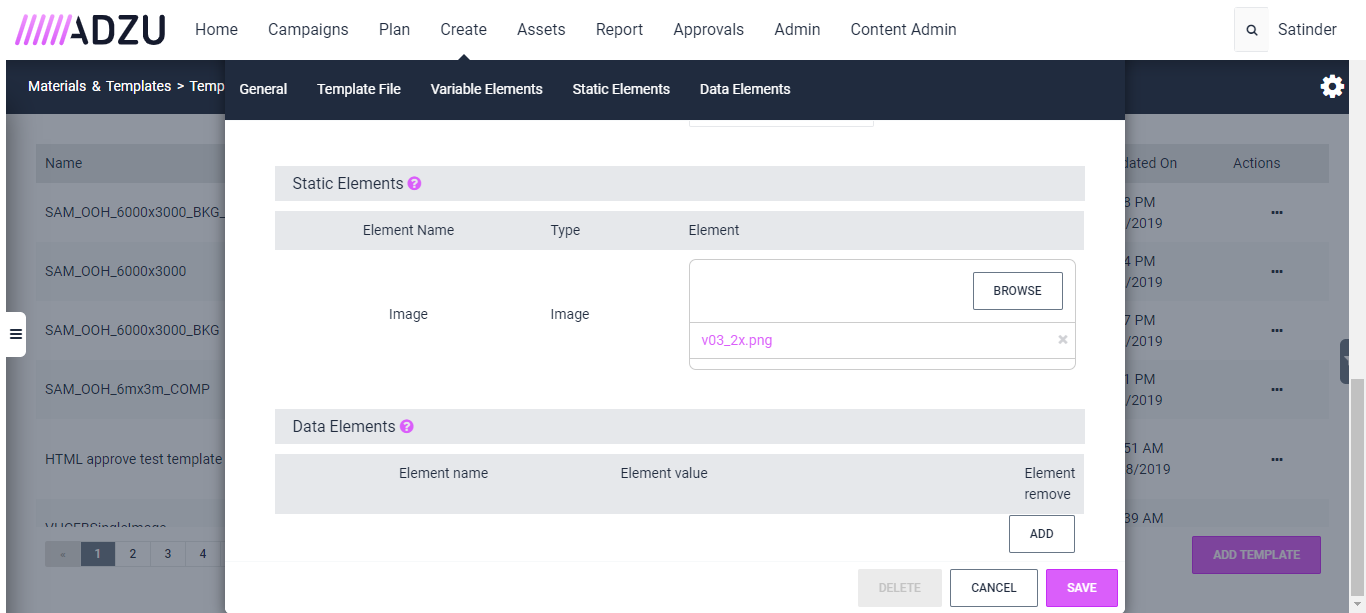 ADZU Home Campaigns Plan Create Assets Report Approvals Admin Content Admin Satinder
Materials & Templates > Temp
General Template File Variable Elements Static Elements Data Elements
Name
dated On Actions
SAM_OOH_6000x3000_BKG_
8 PM
/2019
SAM_OOH_6000x3000
4 PM
/2019
SAM_OOH_6000x3000_BKG
7 PM
/2019
SAM_OOH_6mx3m_COMP
1 PM
/2019
HTML approve test template
51 AM
8/2019
39 AM
« 1 2 3 4
ADD TEMPLATE
Static Elements ?
Element Name Type Element
BROWSE
Image Image
v03_2x.png ×
Data Elements ?
Element name Element value Element
remove
ADD
DELETE CANCEL SAVE